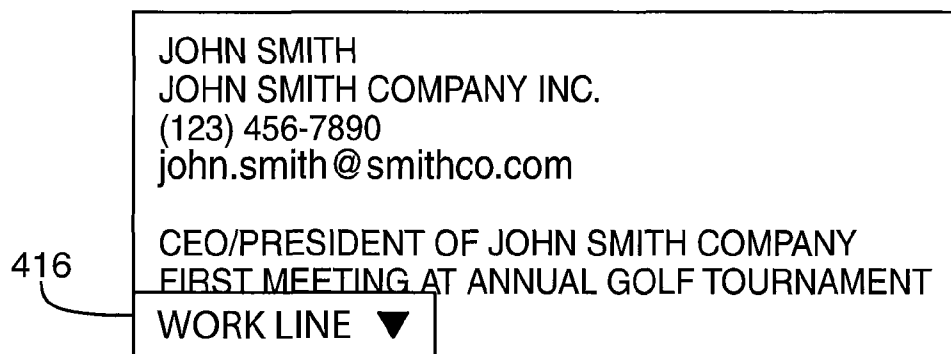 JOHN SMITH
JOHN SMITH COMPANY INC.
(123) 456-7890
john.smith@smithco.com
CEO/PRESIDENT OF JOHN SMITH COMPANY
416
FIRST MEETING AT ANNUAL GOLF TOURNAMENT
WORK LINE ▼